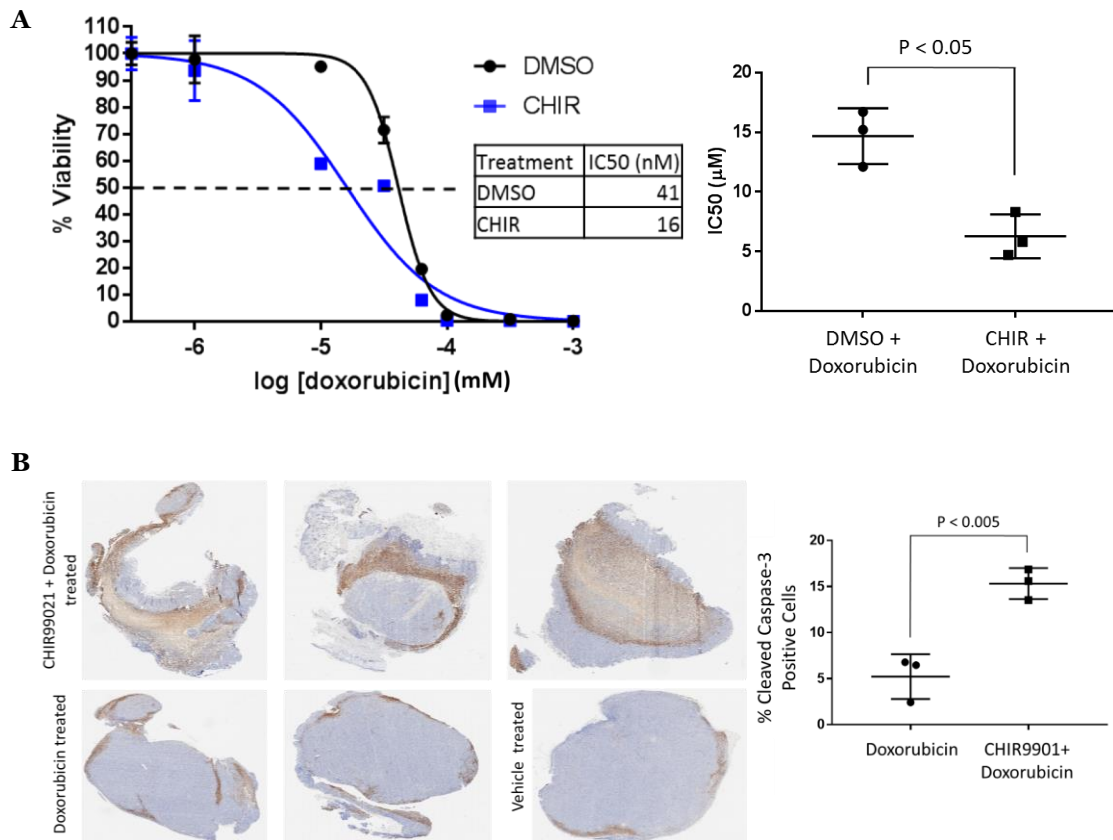 A
110
100
90
80
70
60
50
40
30
20
10
0
% Viability
-6
-5
-4
-3
log [doxorubicin] (mM)
DMSO
CHIR
Treatment IC50 (nM)
DMSO 41
CHIR 16
P < 0.05
20
15
10
5
0
IC50 (µM)
DMSO + CHIR +
Doxorubicin Doxorubicin
B
CHIR99021 + Doxorubicin
treated
Doxorubicin treated
Vehicle treated
P < 0.005
20
15
10
5
0
% Cleaved Caspase-3
Positive Cells
Doxorubicin CHIR9901+
Doxorubicin